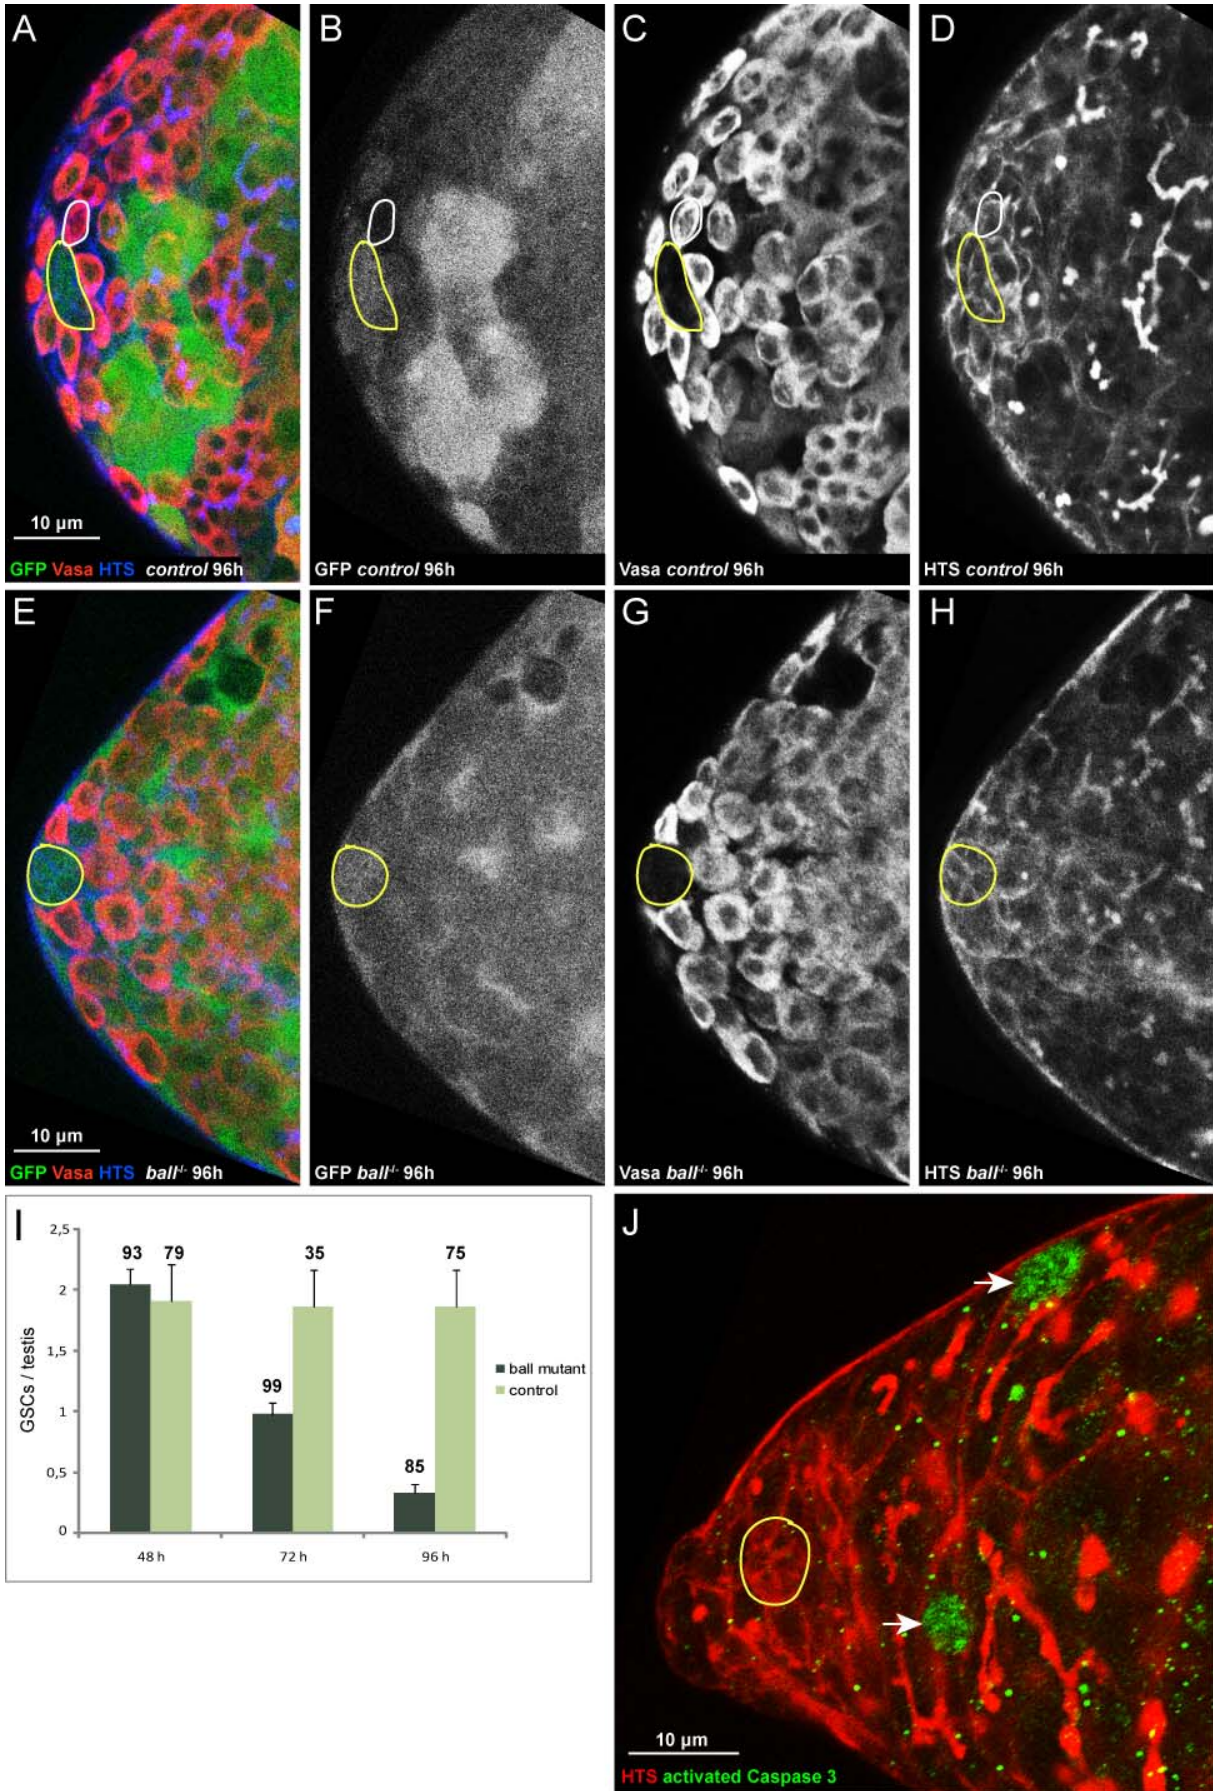 A
B
C
D
10 µm
GFP Vasa HTS control 96h
GFP control 96h
Vasa control 96h
HTS control 96h
E
F
G
H
10 µm
GFP Vasa HTS ball-/- 96h
GFP ball-/- 96h
Vasa ball-/- 96h
HTS ball-/- 96h
I
2,5
2
1,5
1
0,5
0
GSCs / testis
93 79
99 35
85 75
48 h 72 h 96 h
ball mutant
control
J
10 µm
HTS activated Caspase 3